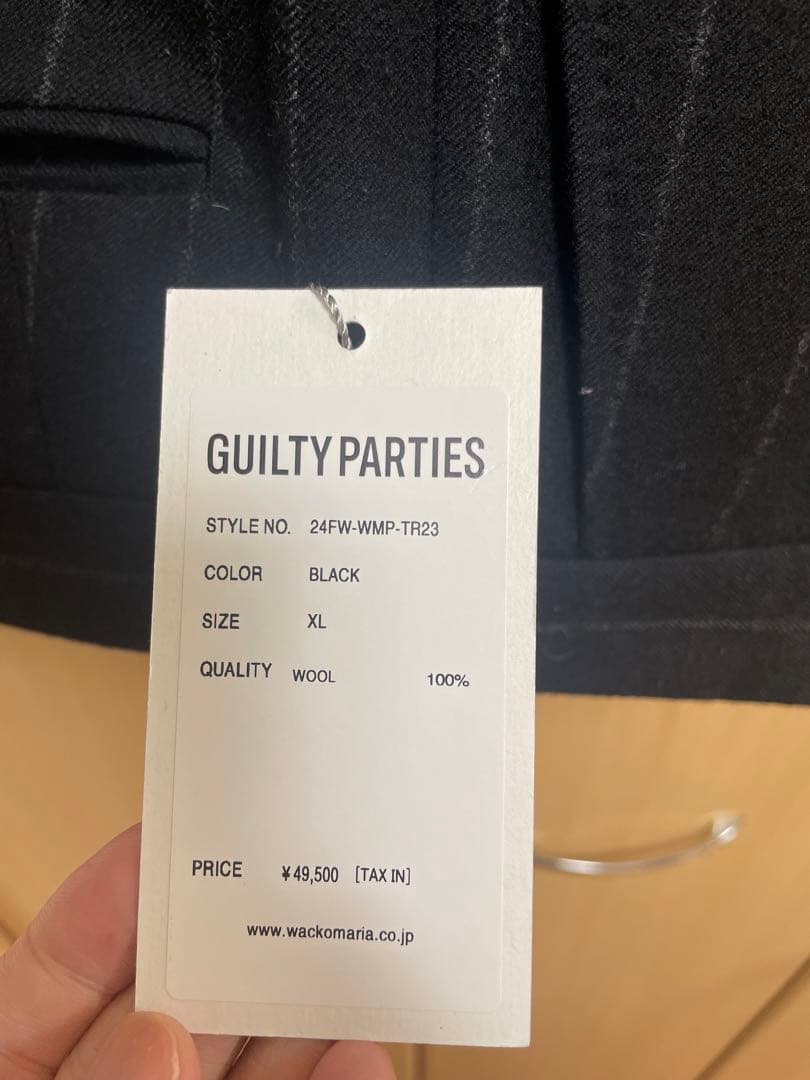 GUILTY PARTIES
STYLE NO. 24FW-WMP-TR23
COLOR BLACK
SIZE XL
QUALITY WOOL 100%
PRICE ¥49,500 [TAX IN]
www.wackomaria.co.jp